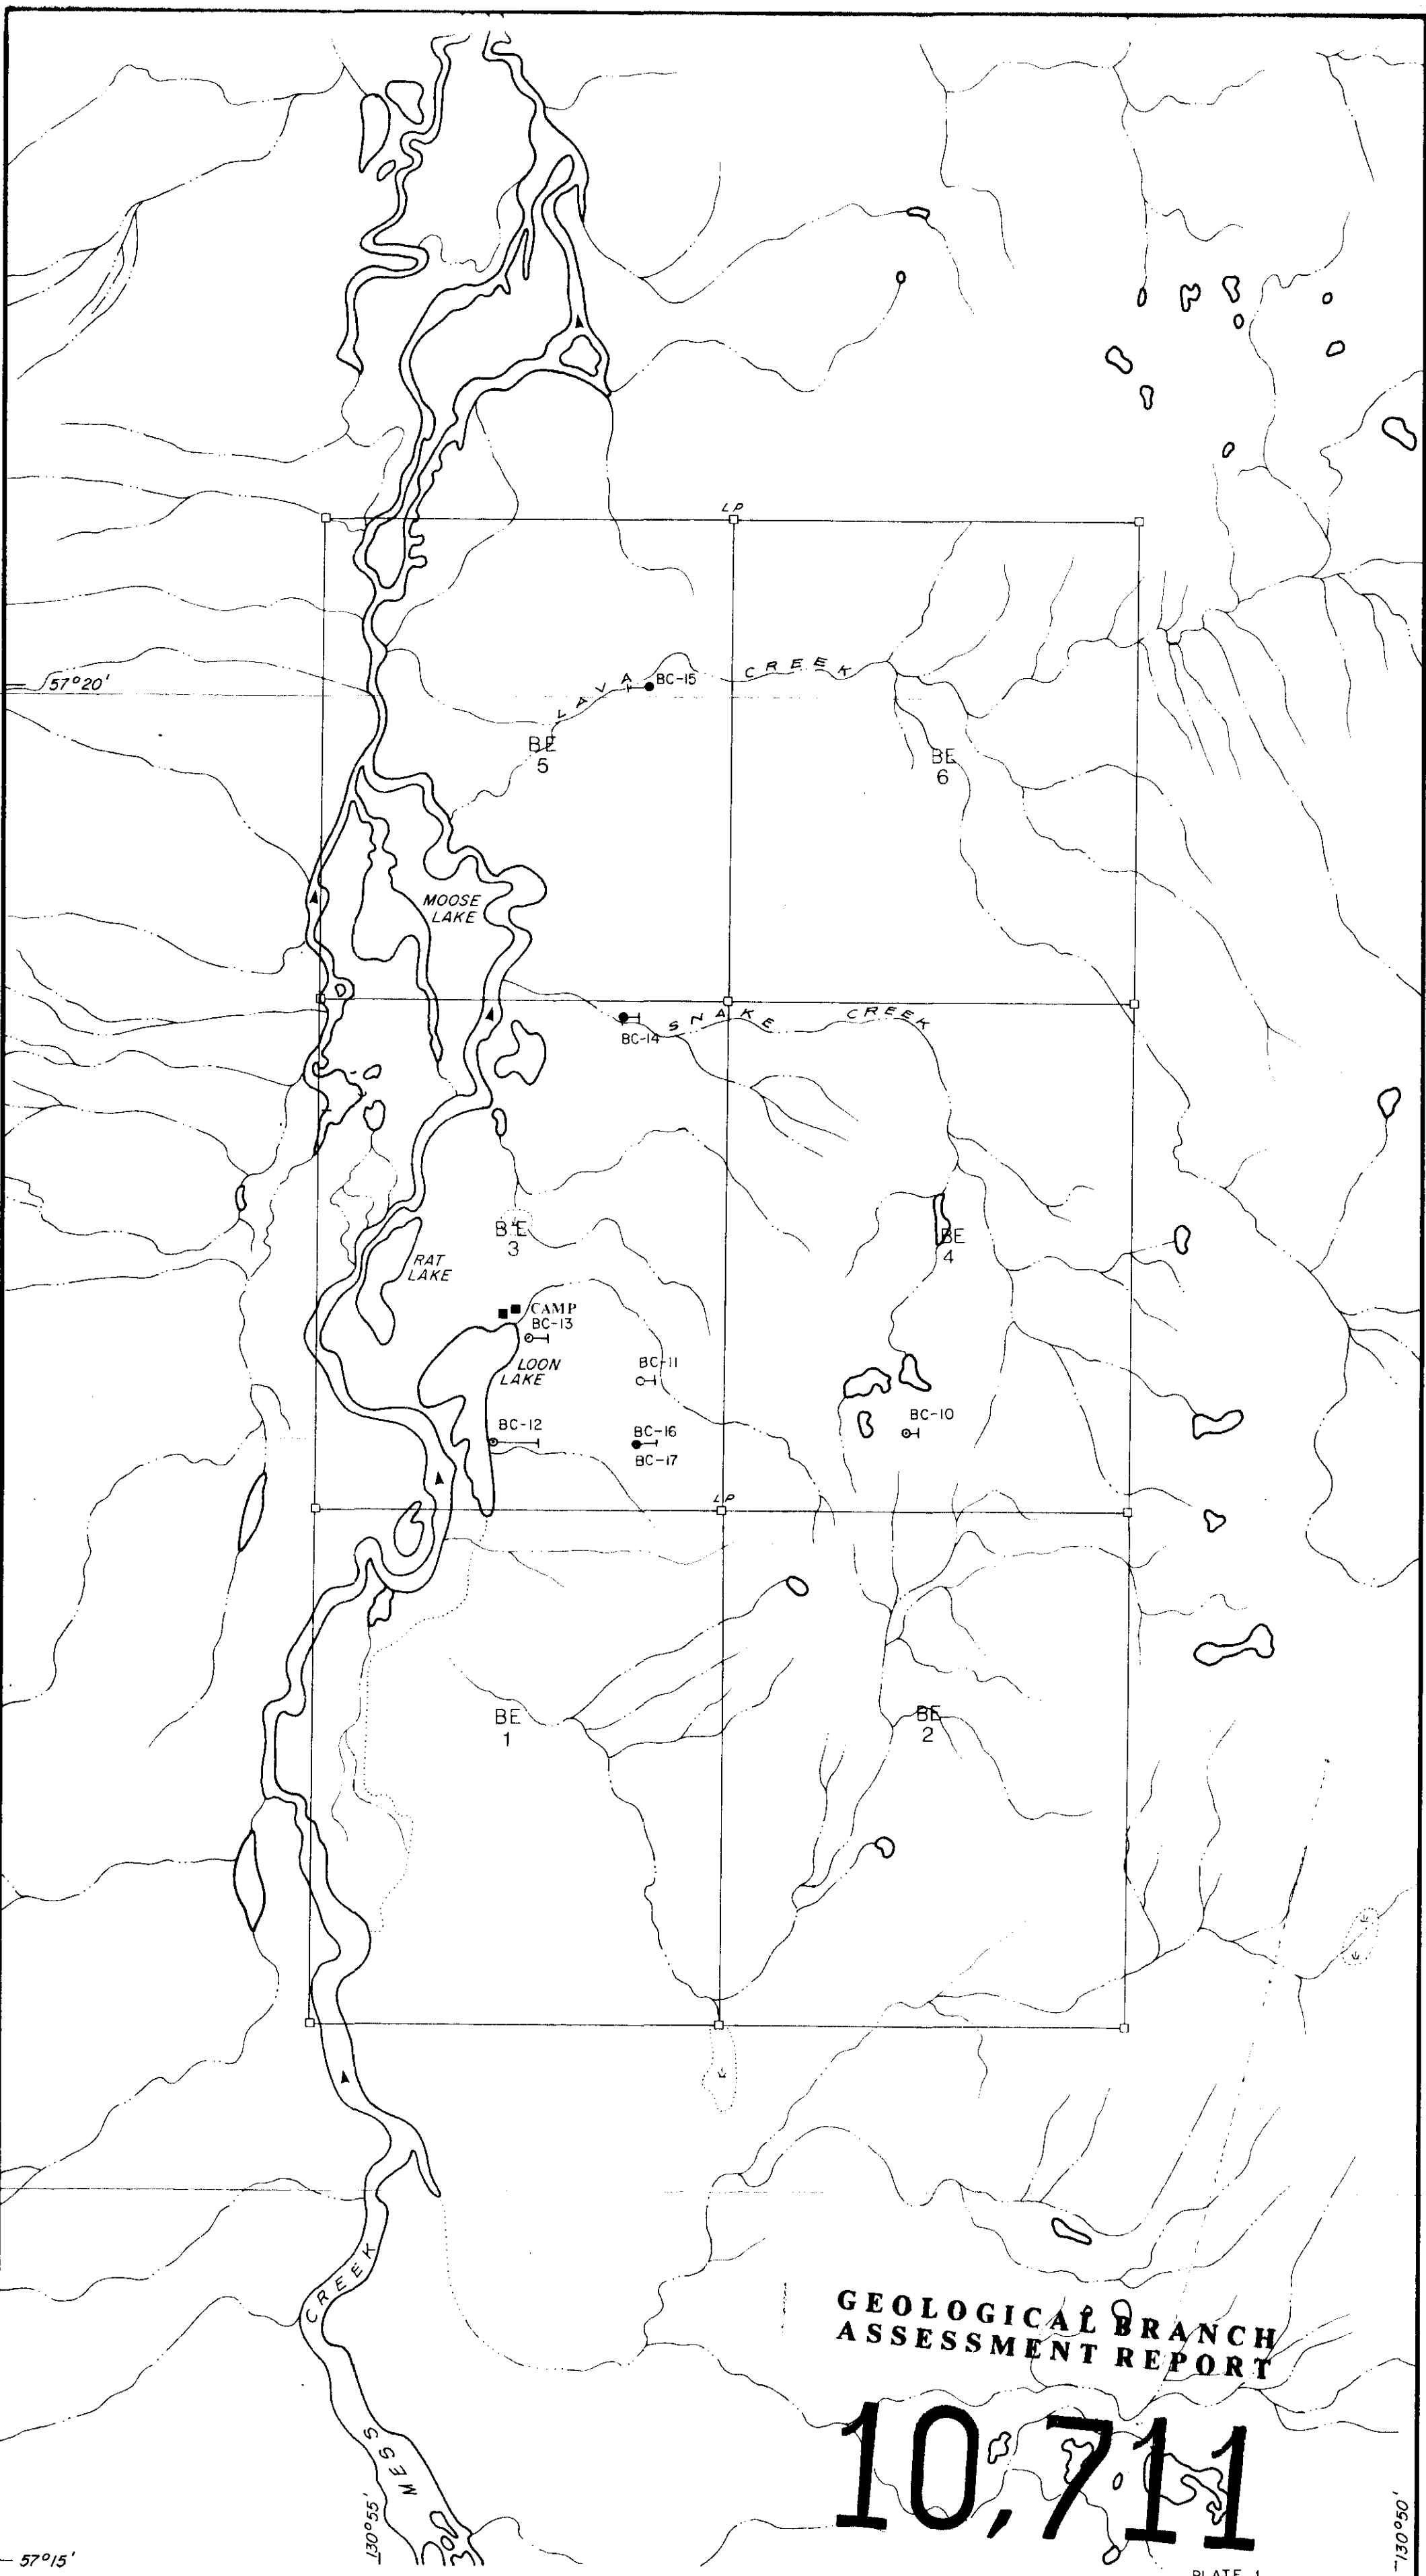 LP
57°20'
LAVA CREEK
BC-15
BE
5
BE
6
MOOSE
LAKE
D
SNAKE CREEK
BC-14
BE
3
BE
4
RAT
LAKE
CAMP
BC-13
LOON
LAKE
BC-11
BC-12
BC-16
BC-17
BC-10
LP
BE
1
BE
2
MESS CREEK
GEOLOGICAL BRANCH
ASSESSMENT REPORT
10,711
130°55'
130°50'
57°15'
PLATE 1